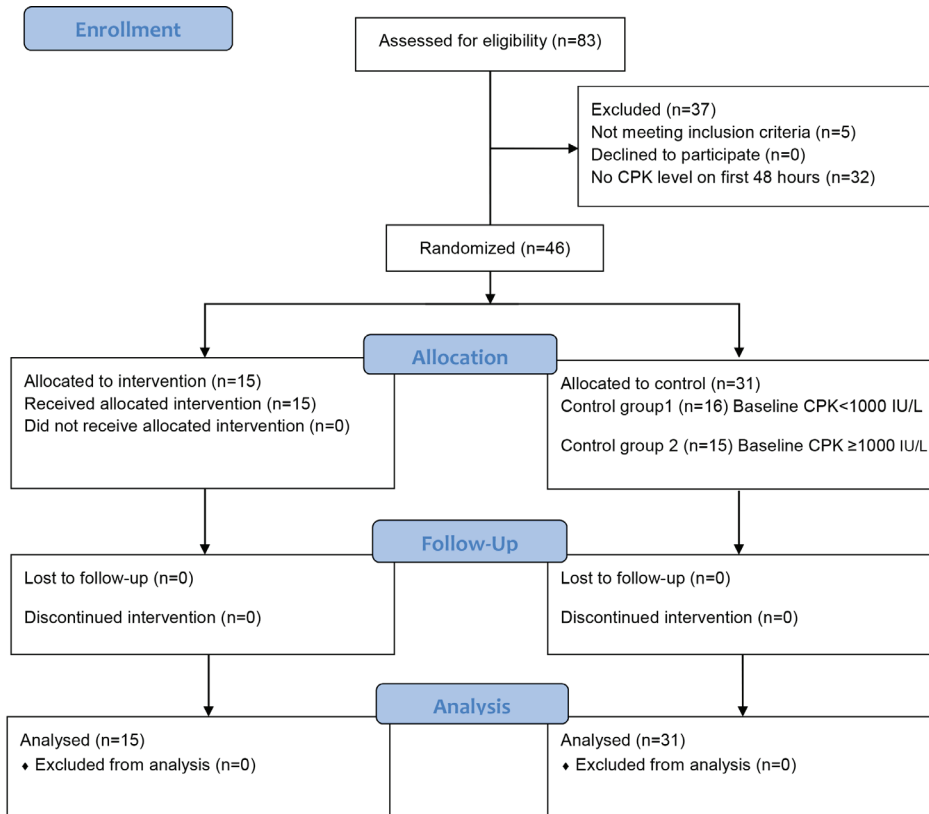 Enrollment
Assessed for eligibility (n=83)
Excluded (n=37)
Not meeting inclusion criteria (n=5)
Declined to participate (n=0)
No CPK level on first 48 hours (n=32)
Randomized (n=46)
Allocation
Allocated to intervention (n=15)
Received allocated intervention (n=15)
Did not receive allocated intervention (n=0)
Allocated to control (n=31)
Control group1 (n=16) Baseline CPK<1000 IU/L
Control group 2 (n=15) Baseline CPK ≥1000 IU/L
Follow-Up
Lost to follow-up (n=0)
Discontinued intervention (n=0)
Lost to follow-up (n=0)
Discontinued intervention (n=0)
Analysis
Analysed (n=15)
♦ Excluded from analysis (n=0)
Analysed (n=31)
♦ Excluded from analysis (n=0)